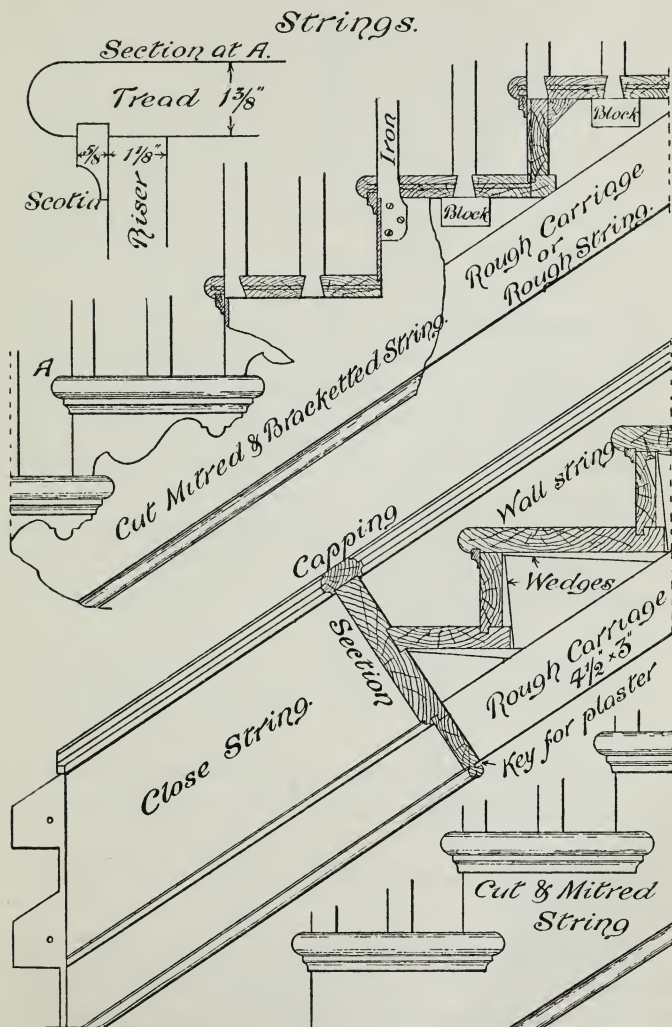 Strings.
Section at A.
Tread 1⅜"
⅝ 1⅛"
Scotia
Riser
Iron
Block
Block
Rough Carriage
or
Rough String.
A
Cut Mitred & Bracketted String.
Capping
Wall string
Wedges
Section
Rough Carriage
4½" × 3"
Key for plaster
Close String.
Cut & Mitred
String